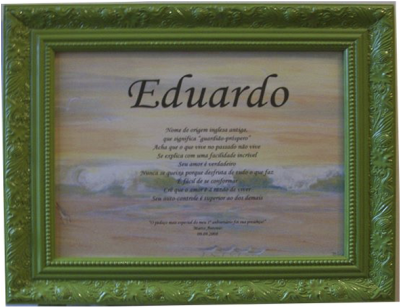 Eduardo
Nome de origem inglesa antiga,
que significa "guardião próspero"
Acha que o que vive no passado não vive
Se explica com uma facilidade incrível
Seu amor é verdadeiro
Nunca se queixa porque desfruta de tudo o que faz
É fácil de se conformar
Crê que o amor é a razão de viver
Seu auto controle é superior ao dos demais